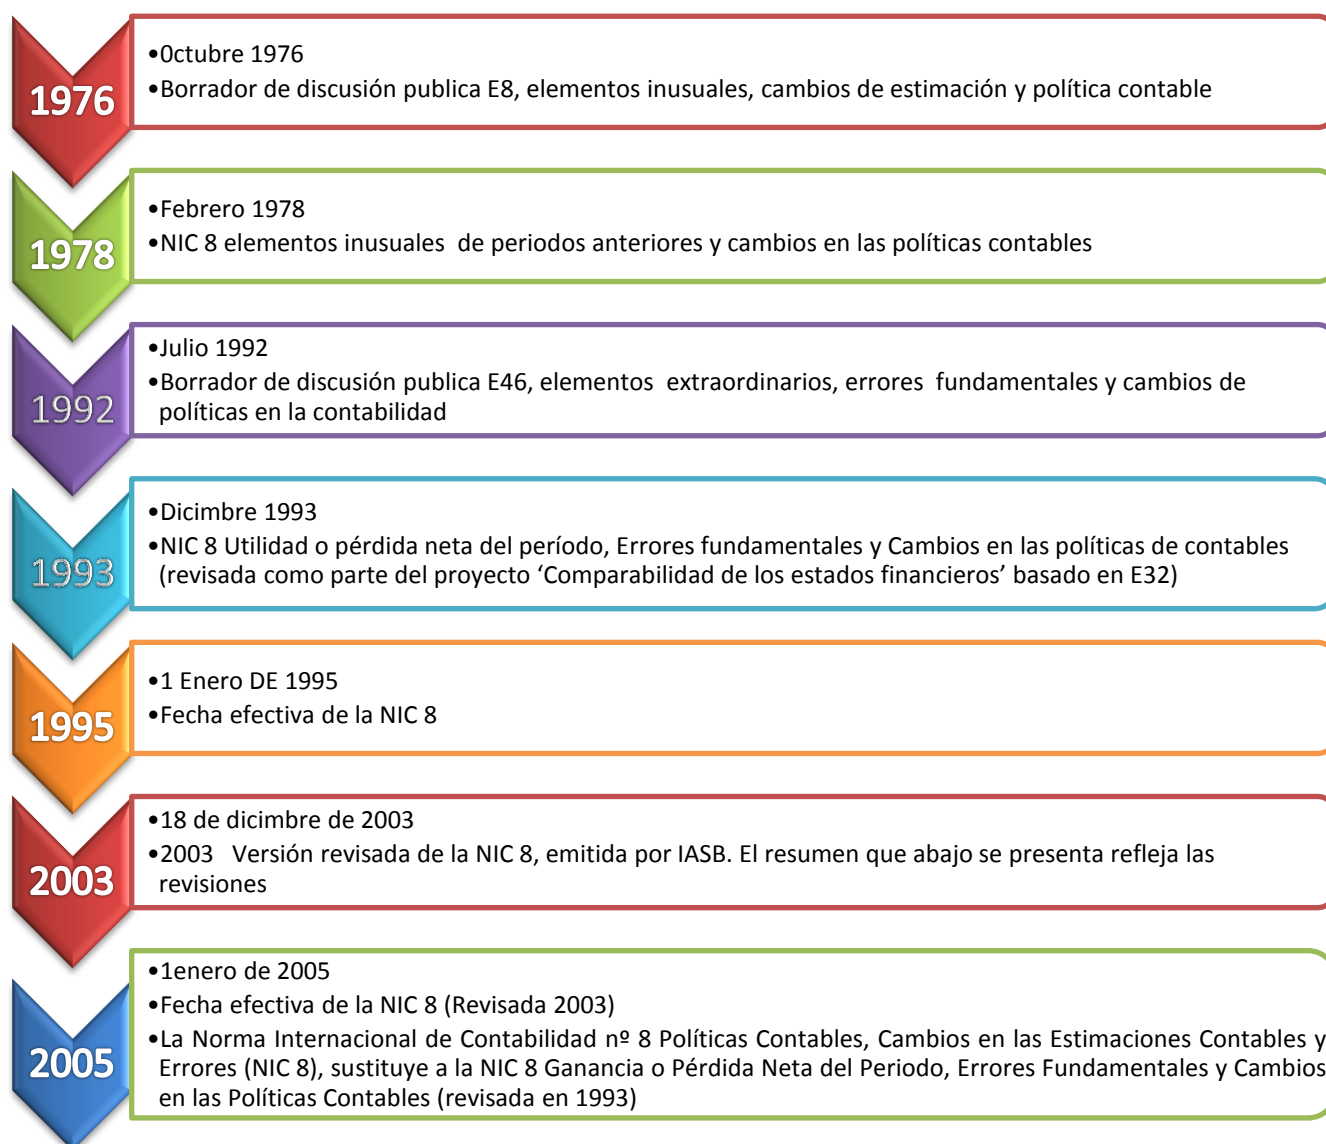 1976
•0ctubre 1976
•Borrador de discusión publica E8, elementos inusuales, cambios de estimación y política contable
1978
•Febrero 1978
•NIC 8 elementos inusuales  de periodos anteriores y cambios en las políticas contables
1992
•Julio 1992
•Borrador de discusión publica E46, elementos  extraordinarios, errores  fundamentales y cambios de
políticas en la contabilidad
1993
•Dicimbre 1993
•NIC 8 Utilidad o pérdida neta del período, Errores fundamentales y Cambios en las políticas de contables
(revisada como parte del proyecto ‘Comparabilidad de los estados financieros’ basado en E32)
1995
•1 Enero DE 1995
•Fecha efectiva de la NIC 8
2003
•18 de dicimbre de 2003
•2003   Versión revisada de la NIC 8, emitida por IASB. El resumen que abajo se presenta refleja las
revisiones
2005
•1enero de 2005
•Fecha efectiva de la NIC 8 (Revisada 2003)
•La Norma Internacional de Contabilidad nº 8 Políticas Contables, Cambios en las Estimaciones Contables y
Errores (NIC 8), sustituye a la NIC 8 Ganancia o Pérdida Neta del Periodo, Errores Fundamentales y Cambios
en las Políticas Contables (revisada en 1993)